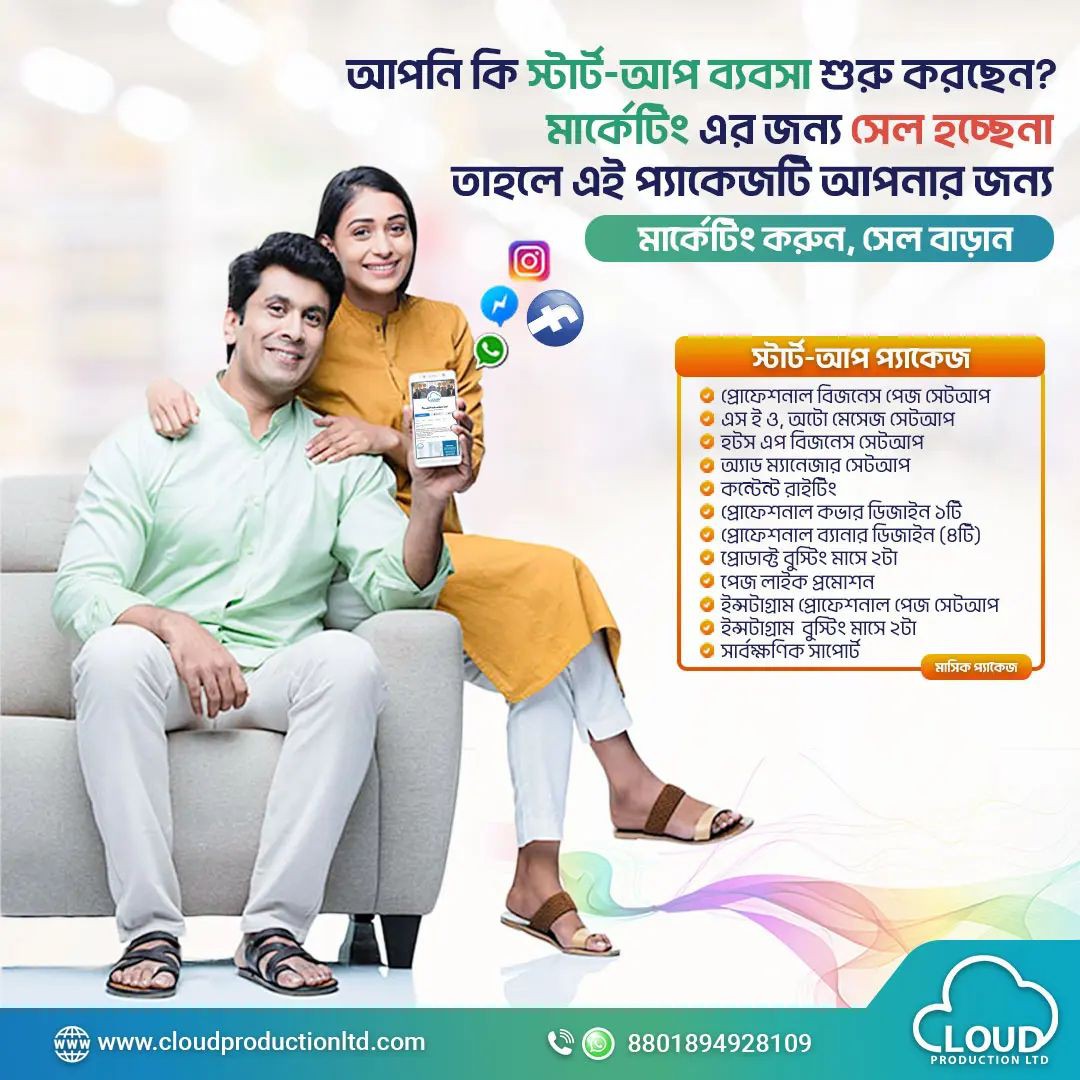 আপনি কি স্টার্ট-আপ ব্যবসা শুরু করছেন?
মার্কেটিং এর জন্য সেল হচ্ছেনা
তাহলে এই প্যাকেজটি আপনার জন্য
মার্কেটিং করুন, সেল বাড়ান
স্টার্ট-আপ প্যাকেজ
প্রোফেশনাল বিজনেস পেজ সেটআপ
এস ই ও, অটো মেসেজ সেটআপ
হটস এপ বিজনেস সেটআপ
অ্যাড ম্যানেজার সেটআপ
কন্টেন্ট রাইটিং
প্রোফেশনাল কভার ডিজাইন ১টি
প্রোফেশনাল ব্যানার ডিজাইন (৪টি)
প্রোডাক্ট বুস্টিং মাসে ২টা
পেজ লাইক প্রমোশন
ইন্সটাগ্রাম প্রোফেশনাল পেজ সেটআপ
ইন্সটাগ্রাম বুস্টিং মাসে ২টা
সার্বক্ষণিক সাপোর্ট
মাসিক প্যাকেজ
www.cloudproductionltd.com
8801894928109
CLOUD
PRODUCTION LTD